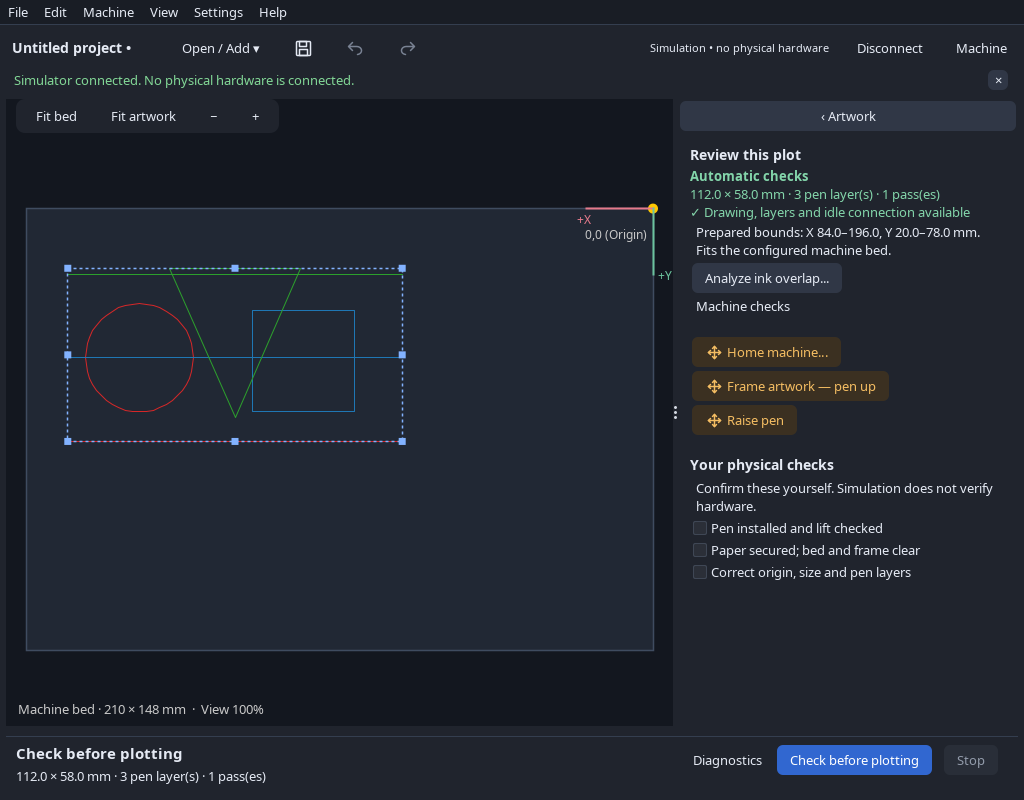 File Edit Machine View Settings Help
Untitled project • Open / Add ▾ Simulation • no physical hardware Disconnect Machine
Simulator connected. No physical hardware is connected.
×
Fit bed Fit artwork − +
‹ Artwork
+X
0,0 (Origin)
+Y
Machine bed · 210 × 148 mm · View 100%
Review this plot
Automatic checks
112.0 × 58.0 mm · 3 pen layer(s) · 1 pass(es)
✓ Drawing, layers and idle connection available
Prepared bounds: X 84.0–196.0, Y 20.0–78.0 mm.
Fits the configured machine bed.
Analyze ink overlap...
Machine checks
Home machine...
Frame artwork — pen up
Raise pen
Your physical checks
Confirm these yourself. Simulation does not verify
hardware.
Pen installed and lift checked
Paper secured; bed and frame clear
Correct origin, size and pen layers
Check before plotting
112.0 × 58.0 mm · 3 pen layer(s) · 1 pass(es)
Diagnostics Check before plotting Stop